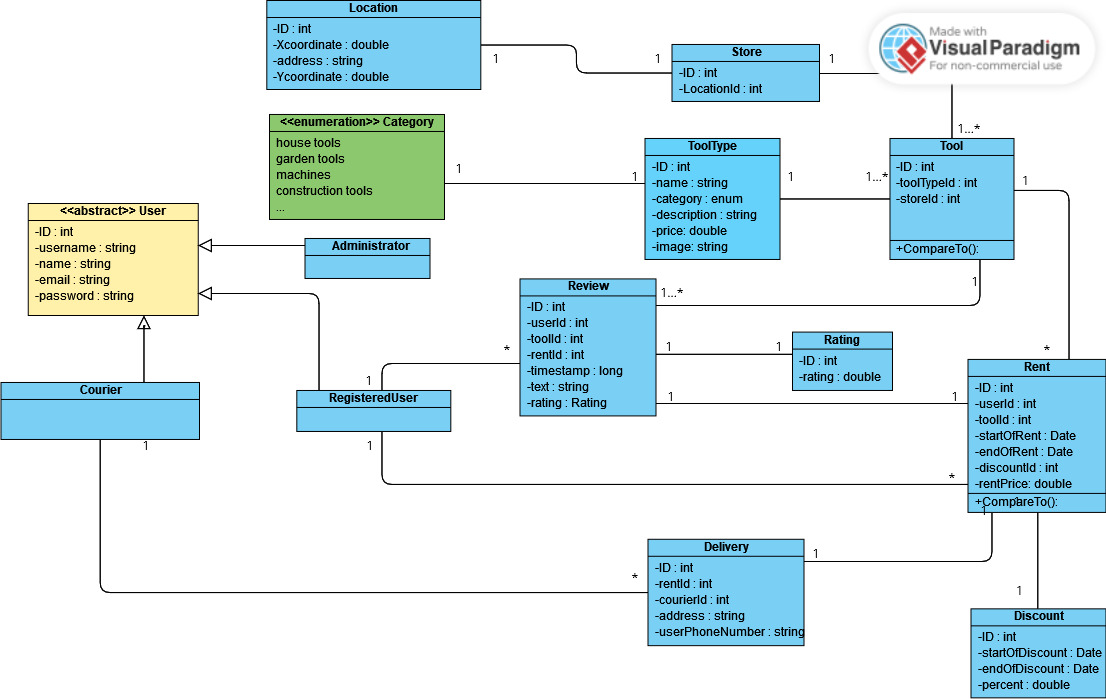 Location
-ID : int
-Xcoordinate : double
-address : string
-Ycoordinate : double
1
1
Store
-ID : int
-LocationId : int
1
Made with
Visual Paradigm
For non-commercial use
<<enumeration>> Category
house tools
garden tools
machines
construction tools
...
1
1
ToolType
-ID : int
-name : string
-category : enum
-description : string
-price: double
-image: string
1
1...*
1...*
Tool
-ID : int
-toolTypeId : int
-storeId : int
+CompareTo():
1
1
<<abstract>> User
-ID : int
-username : string
-name : string
-email : string
-password : string
Administrator
Review
-ID : int
-userId : int
-toolId : int
-rentId : int
-timestamp : long
-text : string
-rating : Rating
1...*
*
1
1
Rating
-ID : int
-rating : double
1
1
*
Rent
-ID : int
-userId : int
-toolId : int
-startOfRent : Date
-endOfRent : Date
-discountId : int
-rentPrice: double
+CompareTo():
1
1
Courier
1
1
RegisteredUser
1
*
Delivery
-ID : int
-rentId : int
-courierId : int
-address : string
-userPhoneNumber : string
1
*
1
Discount
-ID : int
-startOfDiscount : Date
-endOfDiscount : Date
-percent : double